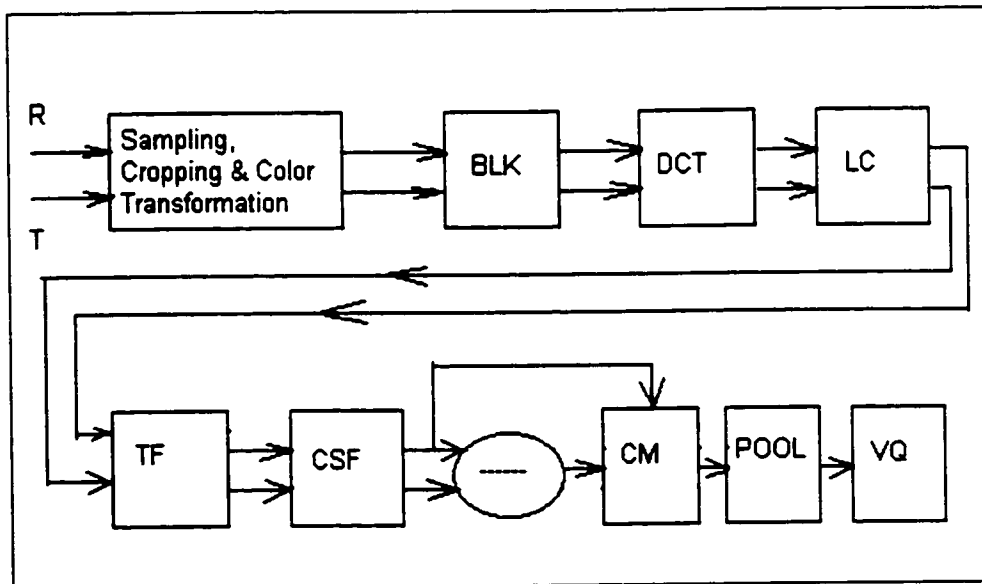 R
Sampling,
Cropping & Color
Transformation
BLK
DCT
LC
T
TF
CSF
-----
CM
POOL
VQ